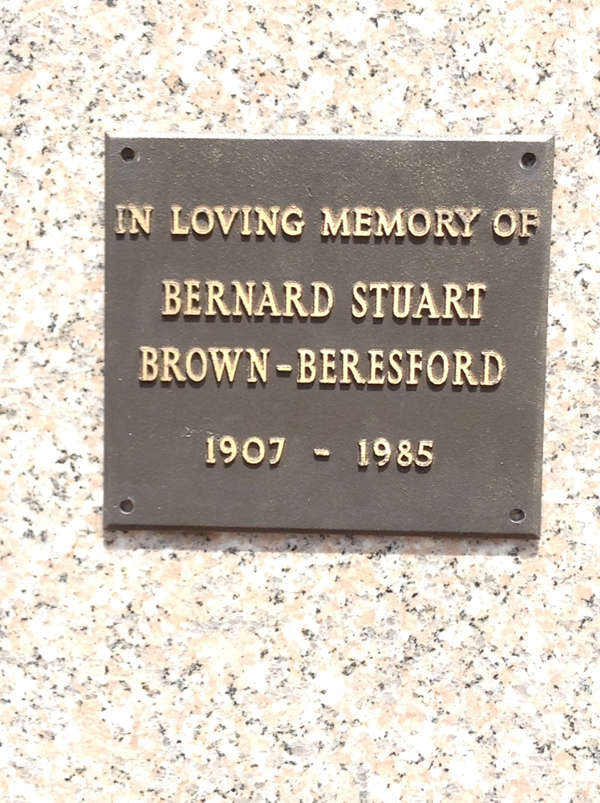 IN LOVING MEMORY OF
BERNARD STUART
BROWN-BERESFORD
1907 - 1985